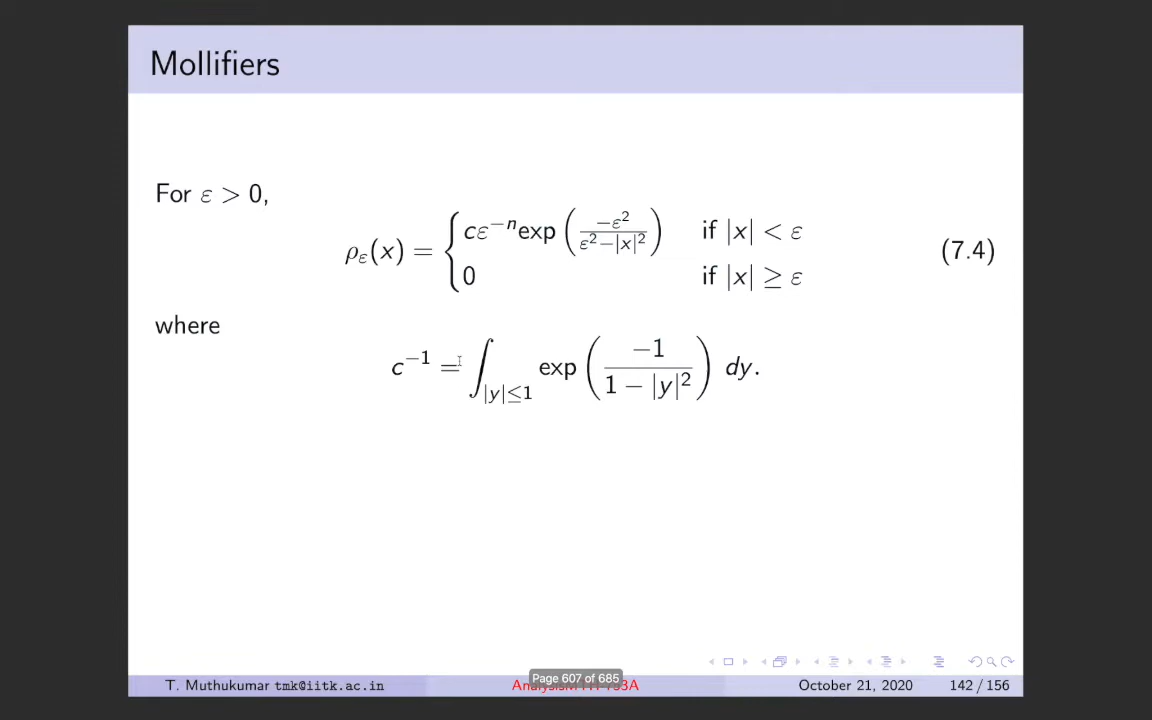 Mollifiers
For ε > 0,
ρ_ε(x) = { cε^{−n} exp( −ε² / (ε²−|x|²) ) if |x| < ε
0 if |x| ≥ ε (7.4)
where
c^{−1} = ∫_{|y|≤1} exp( −1 / (1 − |y|²) ) dy.
T. Muthukumar tmk@iitk.ac.in Page 607 of 685 October 21, 2020 142 / 156